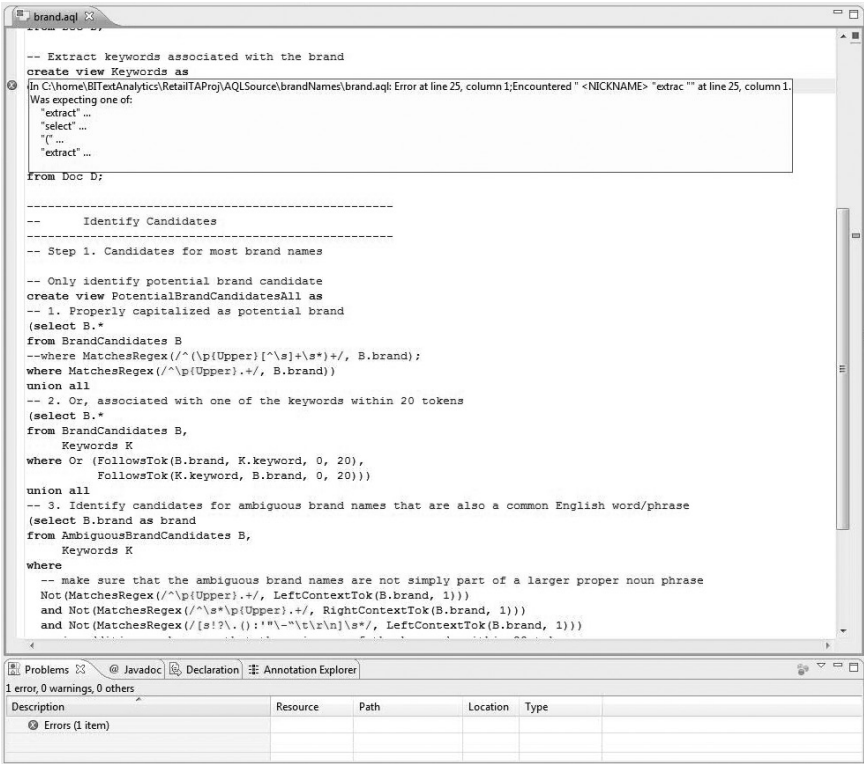 brand.aql
from Doc D;
-- Extract keywords associated with the brand
create view Keywords as
In C:\home\BITextAnalytics\RetailTAProj\AQLSource\brandNames\brand.aql: Error at line 25, column 1;Encountered " <NICKNAME> "extrac "" at line 25, column 1.
Was expecting one of:
"extract" ...
"select" ...
"(" ...
"extract" ...
from Doc D;
----------------------------------------------------
-- Identify Candidates
----------------------------------------------------
-- Step 1. Candidates for most brand names
-- Only identify potential brand candidate
create view PotentialBrandCandidatesAll as
-- 1. Properly capitalized as potential brand
(select B.*
from BrandCandidates B
--where MatchesRegex(/^(\p{Upper}[^\s]+\s*)+/, B.brand);
where MatchesRegex(/^\p{Upper}.+/, B.brand))
union all
-- 2. Or, associated with one of the keywords within 20 tokens
(select B.*
from BrandCandidates B,
Keywords K
where Or (FollowsTok(B.brand, K.keyword, 0, 20),
FollowsTok(K.keyword, B.brand, 0, 20)))
union all
-- 3. Identify candidates for ambiguous brand names that are also a common English word/phrase
(select B.brand as brand
from AmbiguousBrandCandidates B,
Keywords K
where
-- make sure that the ambiguous brand names are not simply part of a larger proper noun phrase
Not(MatchesRegex(/^\p{Upper}.+/, LeftContextTok(B.brand, 1)))
and Not(MatchesRegex(/^\s*\p{Upper}.+/, RightContextTok(B.brand, 1)))
and Not(MatchesRegex(/[s!?\.():'"\-“\t\r\n]\s*/, LeftContextTok(B.brand, 1)))
Problems @ Javadoc Declaration Annotation Explorer
1 error, 0 warnings, 0 others
Description Resource Path Location Type
Errors (1 item)